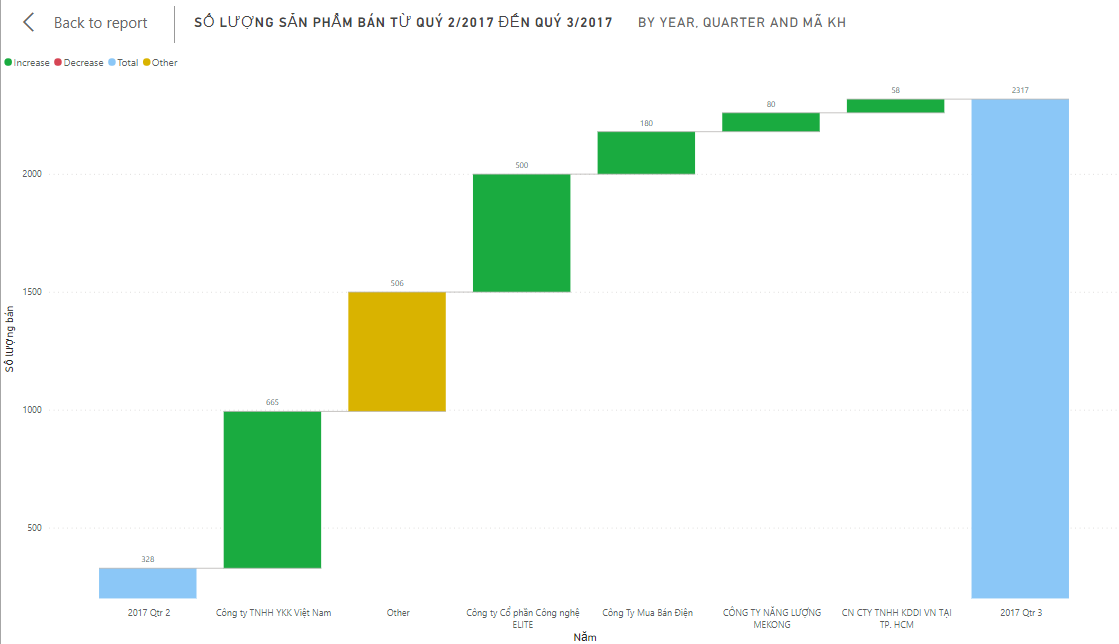 Back to report
SỐ LƯỢNG SẢN PHẨM BÁN TỪ QUÝ 2/2017 ĐẾN QUÝ 3/2017 BY YEAR, QUARTER AND MÃ KH
Increase Decrease Total Other
58
2317
80
180
500
2000
506
1500
Số lượng bán
665
1000
500
328
2017 Qtr 2
Công ty TNHH YKK Việt Nam
Other
Công ty Cổ phần Công nghệ
ELITE
Công Ty Mua Bán Điện
CÔNG TY NĂNG LƯỢNG
MEKONG
CN CTY TNHH KDDI VN TẠI
TP. HCM
2017 Qtr 3
Năm